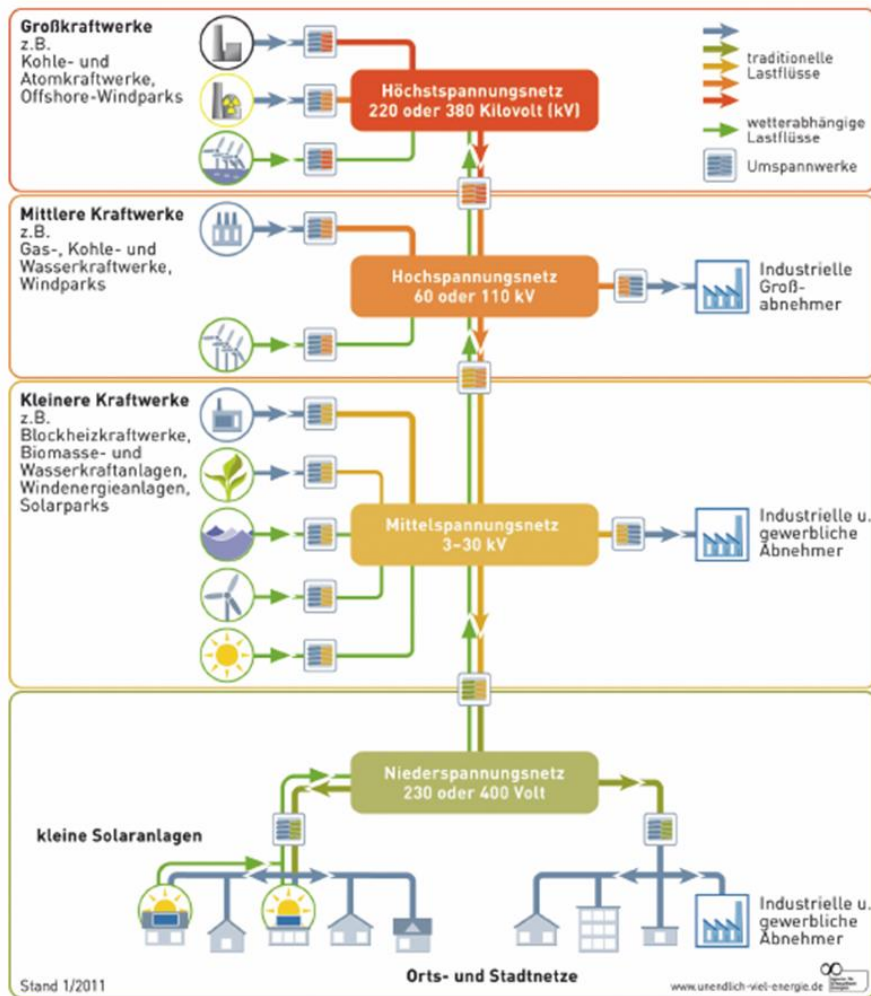 Großkraftwerke
z.B.
Kohle- und
Atomkraftwerke,
Offshore-Windparks
Höchstspannungsnetz
220 oder 380 Kilovolt (kV)
traditionelle
Lastflüsse
wetterabhängige
Lastflüsse
Umspannwerke
Mittlere Kraftwerke
z.B.
Gas-, Kohle- und
Wasserkraftwerke,
Windparks
Hochspannungsnetz
60 oder 110 kV
Industrielle
Groß-
abnehmer
Kleinere Kraftwerke
z.B.
Blockheizkraftwerke,
Biomasse- und
Wasserkraftanlagen,
Windenergieanlagen,
Solarparks
Mittelspannungsnetz
3–30 kV
Industrielle u.
gewerbliche
Abnehmer
Niederspannungsnetz
230 oder 400 Volt
kleine Solaranlagen
Industrielle u.
gewerbliche
Abnehmer
Orts- und Stadtnetze
Stand 1/2011
www.unendlich-viel-energie.de